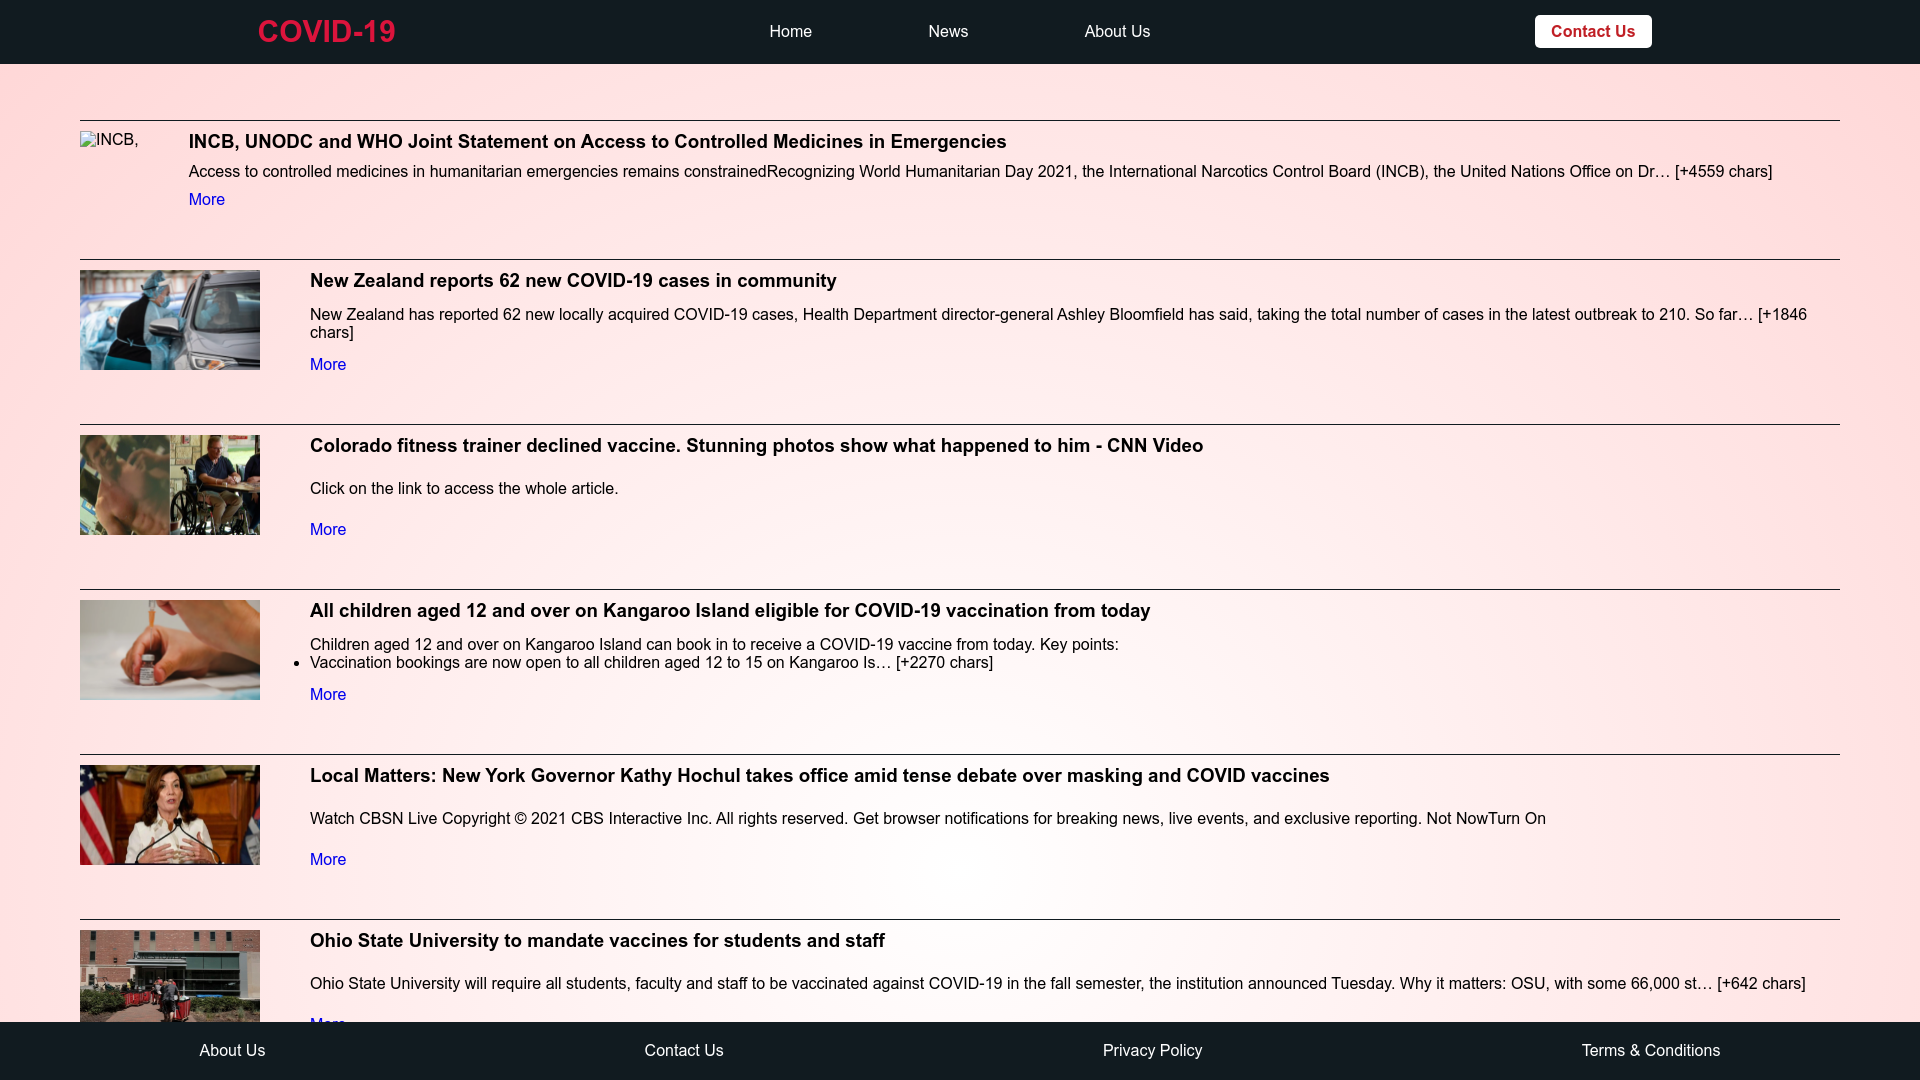 COVID-19
Home
News
About Us
Contact Us
INCB,
INCB, UNODC and WHO Joint Statement on Access to Controlled Medicines in Emergencies
Access to controlled medicines in humanitarian emergencies remains constrainedRecognizing World Humanitarian Day 2021, the International Narcotics Control Board (INCB), the United Nations Office on Dr… [+4559 chars]
More
New Zealand reports 62 new COVID-19 cases in community
New Zealand has reported 62 new locally acquired COVID-19 cases, Health Department director-general Ashley Bloomfield has said, taking the total number of cases in the latest outbreak to 210. So far… [+1846
chars]
More
Colorado fitness trainer declined vaccine. Stunning photos show what happened to him - CNN Video
Click on the link to access the whole article.
More
All children aged 12 and over on Kangaroo Island eligible for COVID-19 vaccination from today
Children aged 12 and over on Kangaroo Island can book in to receive a COVID-19 vaccine from today. Key points:
• Vaccination bookings are now open to all children aged 12 to 15 on Kangaroo Is… [+2270 chars]
More
Local Matters: New York Governor Kathy Hochul takes office amid tense debate over masking and COVID vaccines
Watch CBSN Live Copyright © 2021 CBS Interactive Inc. All rights reserved. Get browser notifications for breaking news, live events, and exclusive reporting. Not NowTurn On
More
Ohio State University to mandate vaccines for students and staff
Ohio State University will require all students, faculty and staff to be vaccinated against COVID-19 in the fall semester, the institution announced Tuesday. Why it matters: OSU, with some 66,000 st… [+642 chars]
More
About Us
Contact Us
Privacy Policy
Terms & Conditions